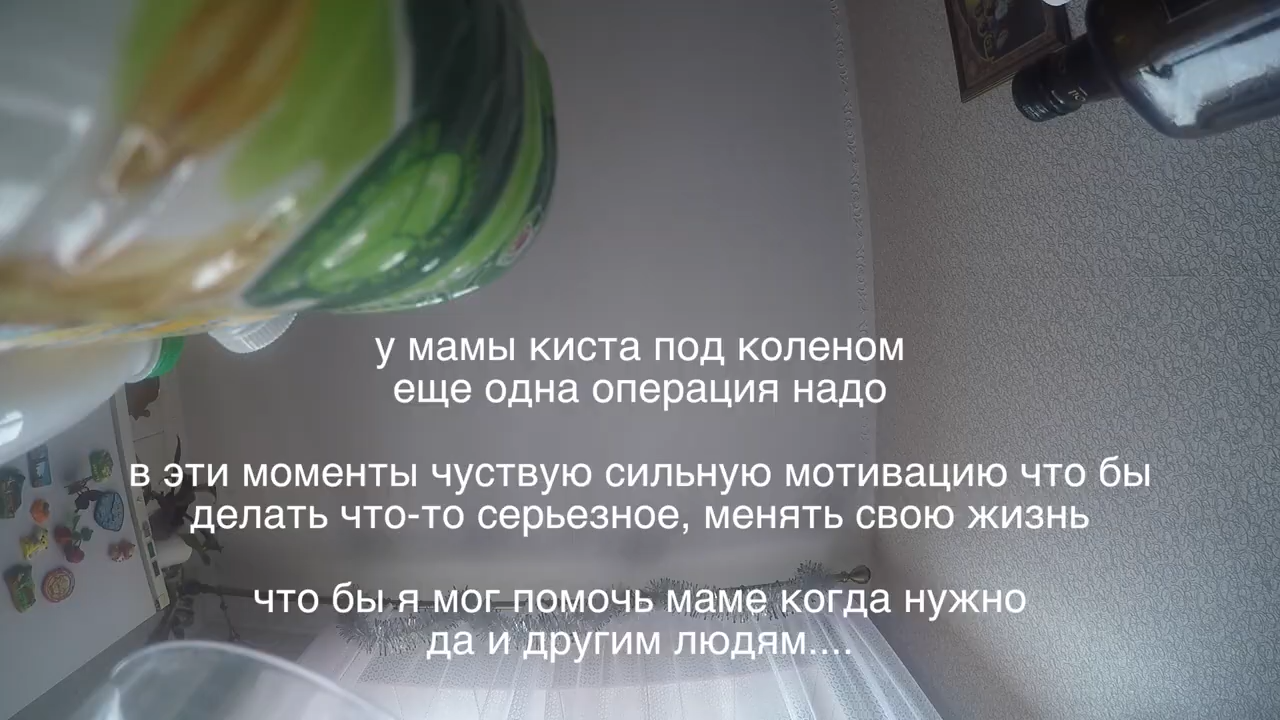 у мамы киста под коленом
еще одна операция надо
в эти моменты чуствую сильную мотивацию что бы
делать что-то серьезное, менять свою жизнь
что бы я мог помочь маме когда нужно
да и другим людям....